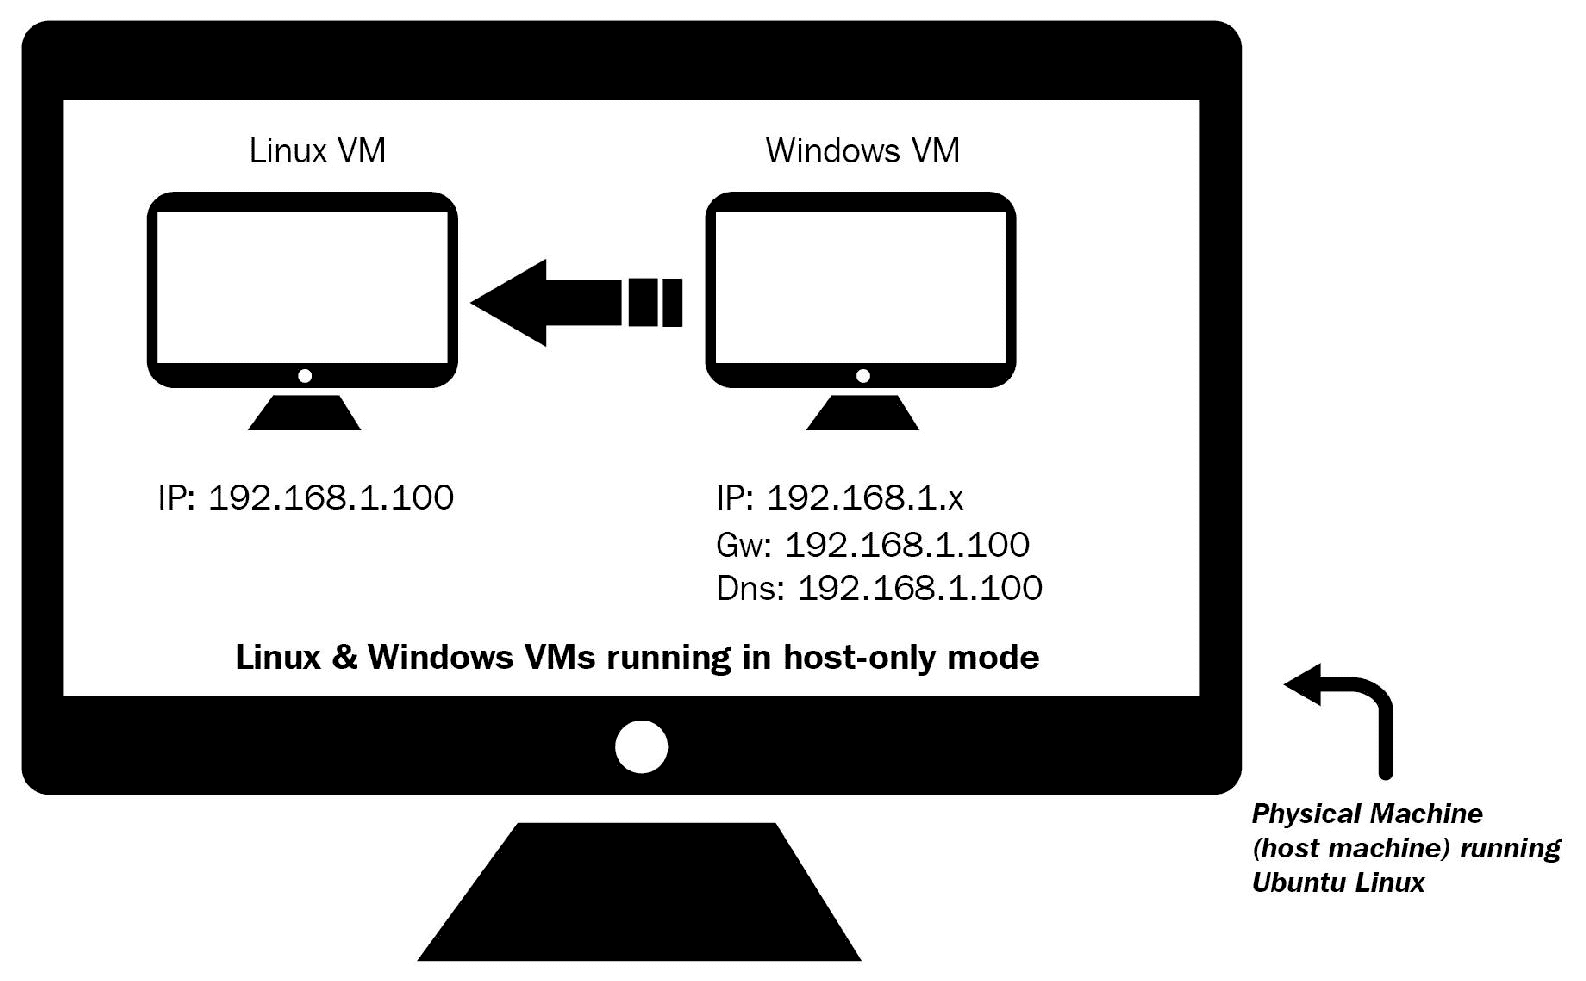 Linux VM
Windows VM
IP: 192.168.1.100
IP: 192.168.1.x
Gw: 192.168.1.100
Dns: 192.168.1.100
Linux & Windows VMs running in host-only mode
Physical Machine
(host machine) running
Ubuntu Linux